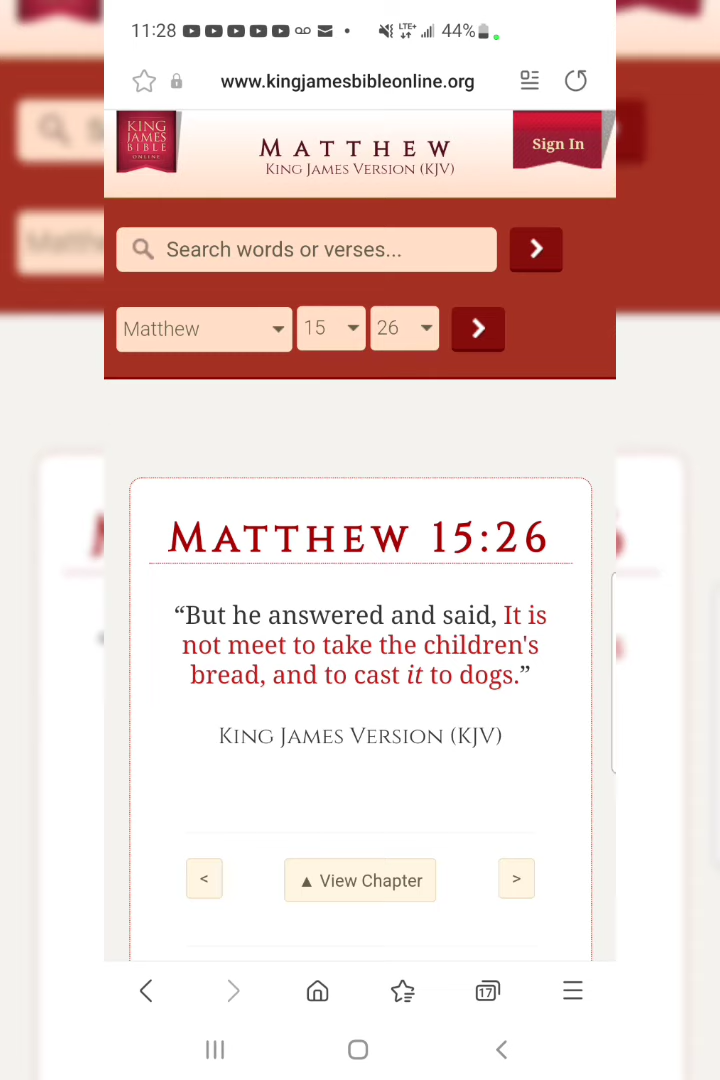 11:28 LTE+ 44%
www.kingjamesbibleonline.org
KING
JAMES
BIBLE
ONLINE
MATTHEW
KING JAMES VERSION (KJV)
Sign In
Search words or verses...
Matthew 15 26
MATTHEW 15:26
“But he answered and said, It is
not meet to take the children's
bread, and to cast it to dogs.”
KING JAMES VERSION (KJV)
< ▲ View Chapter >
17